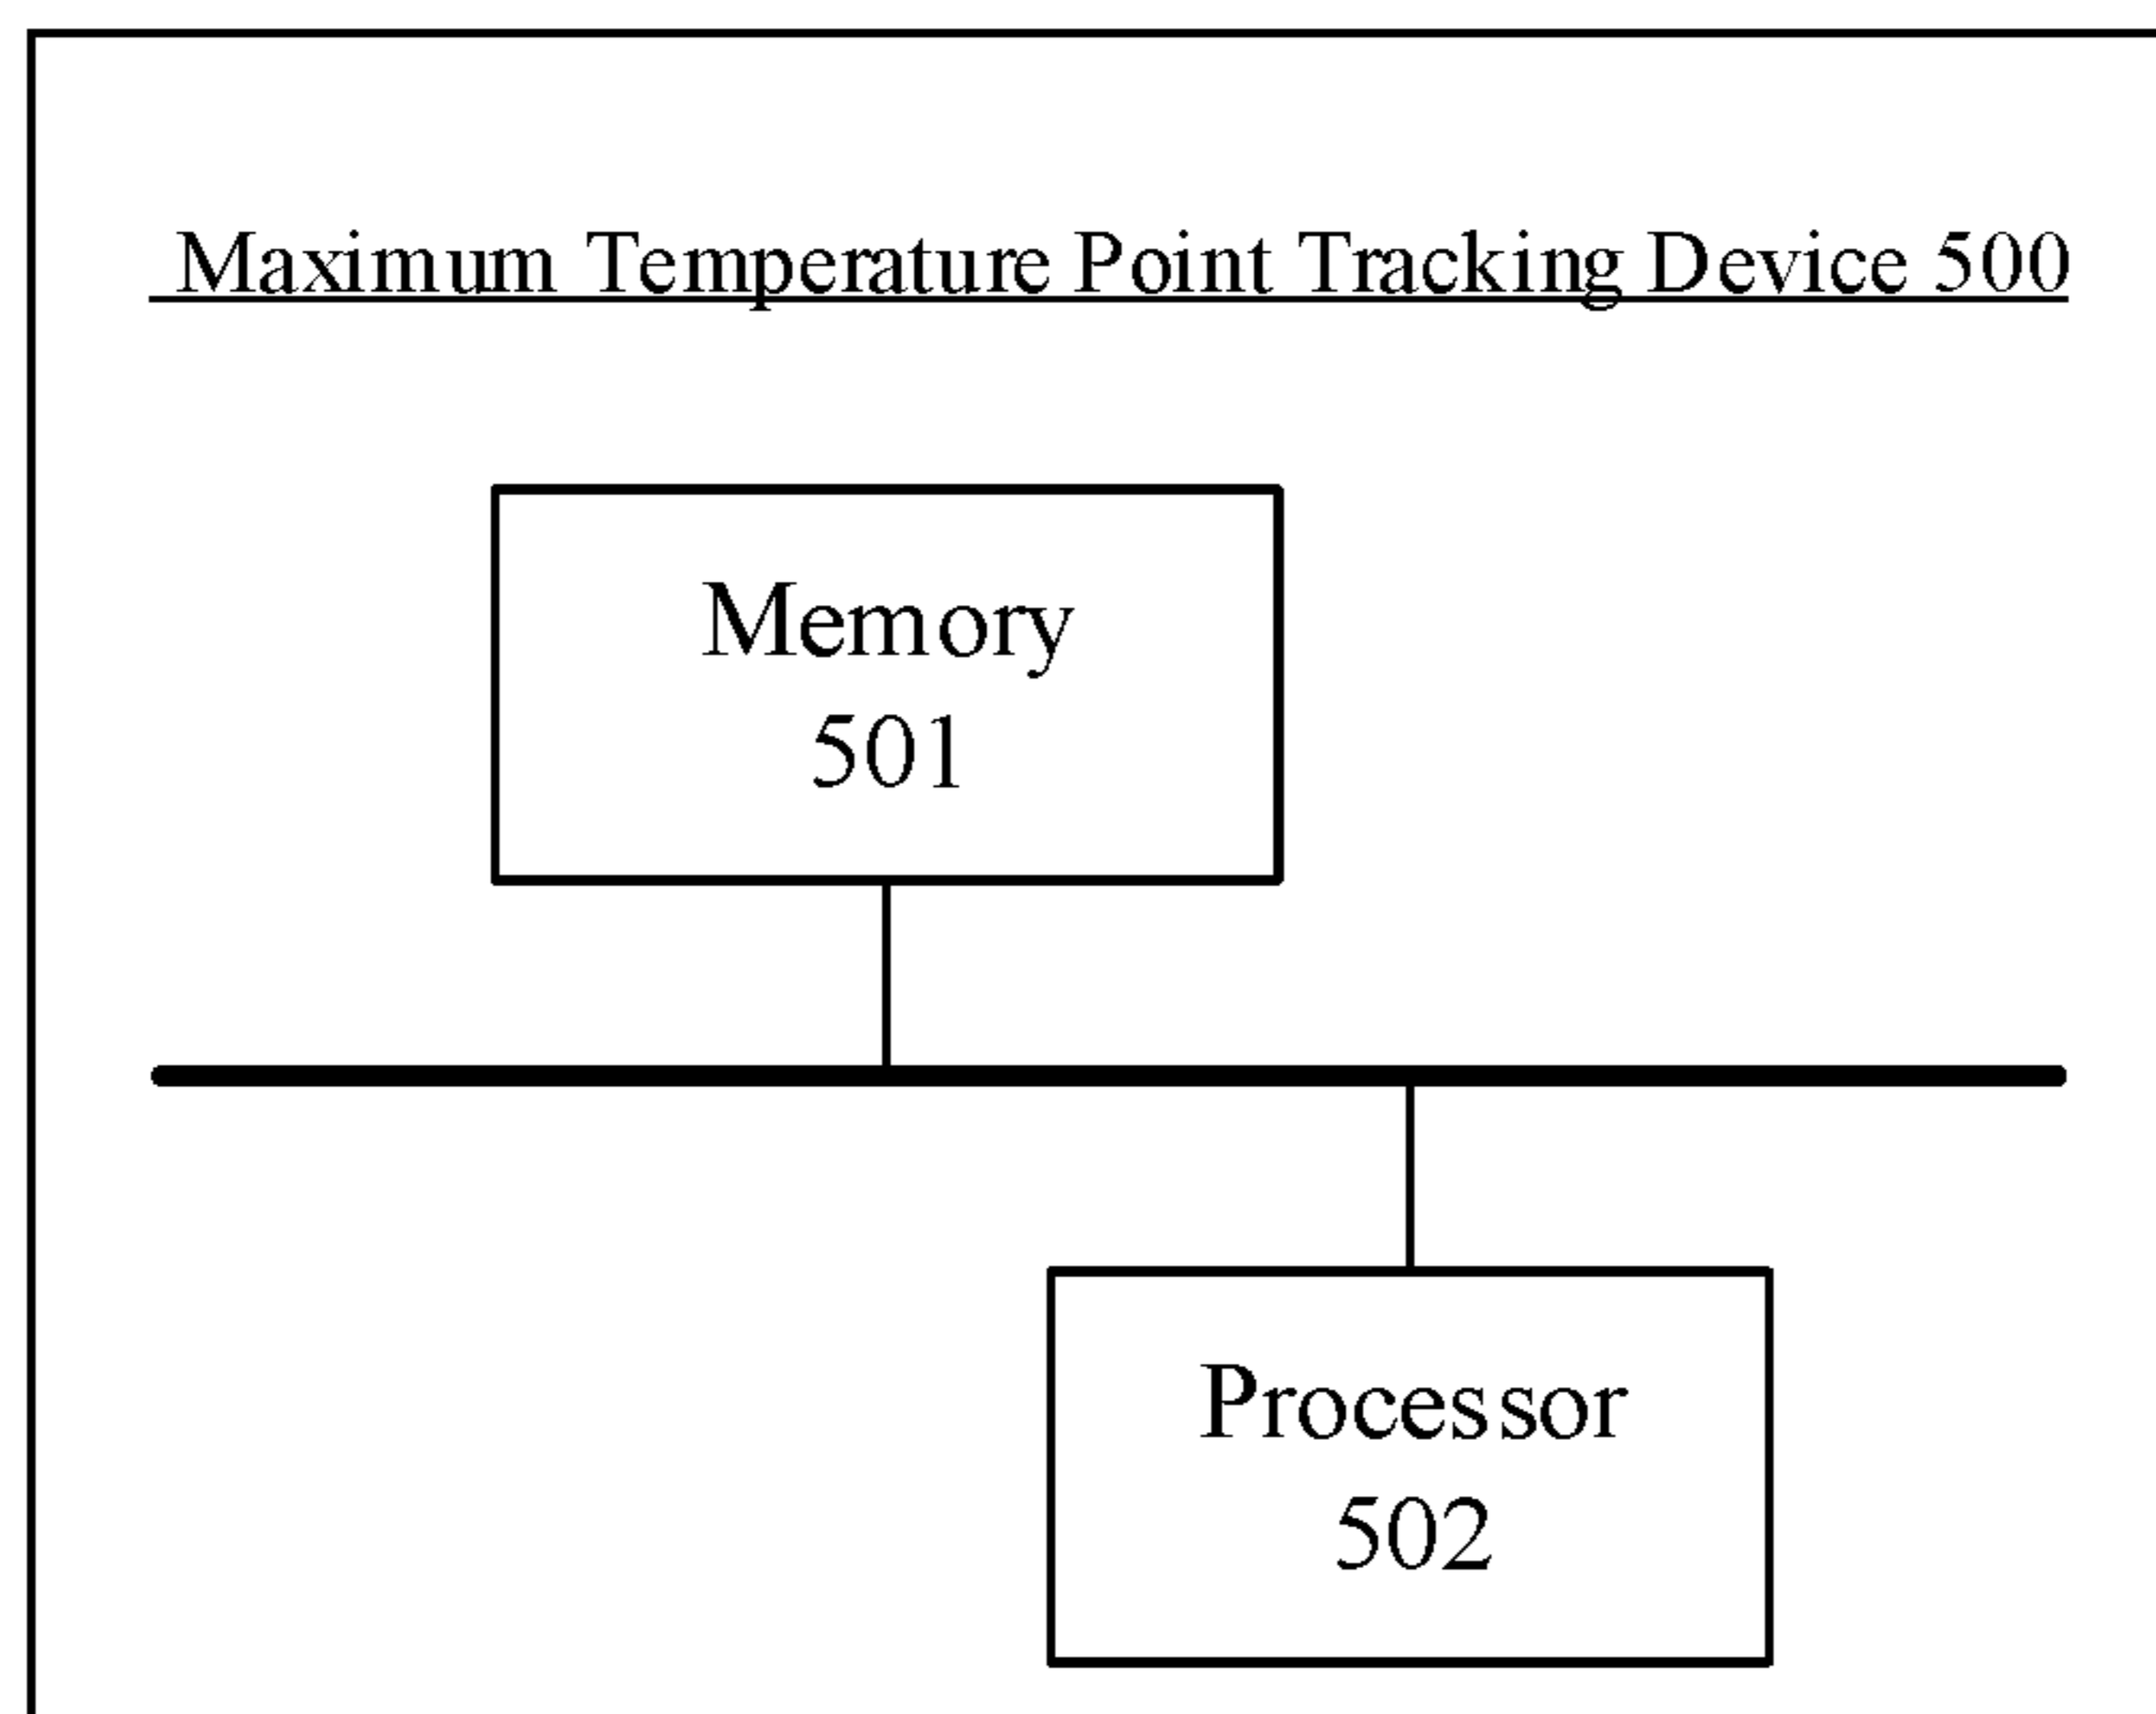 Maximum Temperature Point Tracking Device 500
Memory
501
Processor
502